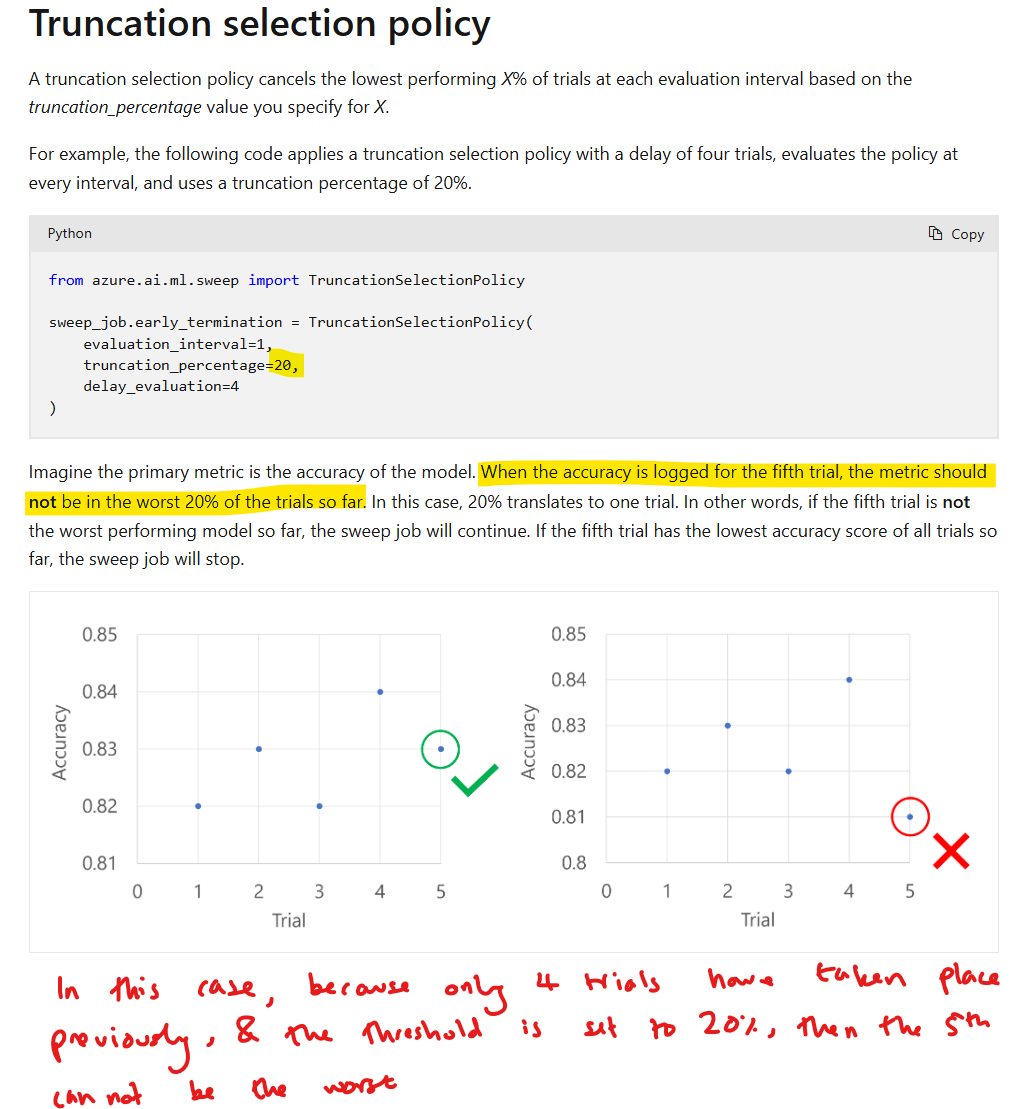 Truncation selection policy
A truncation selection policy cancels the lowest performing X% of trials at each evaluation interval based on the
truncation_percentage value you specify for X.
For example, the following code applies a truncation selection policy with a delay of four trials, evaluates the policy at
every interval, and uses a truncation percentage of 20%.
Python
Copy
from azure.ai.ml.sweep import TruncationSelectionPolicy
sweep_job.early_termination = TruncationSelectionPolicy(
evaluation_interval=1,
truncation_percentage=20,
delay_evaluation=4
)
Imagine the primary metric is the accuracy of the model. When the accuracy is logged for the fifth trial, the metric should
not be in the worst 20% of the trials so far. In this case, 20% translates to one trial. In other words, if the fifth trial is not
the worst performing model so far, the sweep job will continue. If the fifth trial has the lowest accuracy score of all trials so
far, the sweep job will stop.
0.85
0.84
0.83
0.82
0.81
Accuracy
0 1 2 3 4 5
Trial
0.85
0.84
0.83
0.82
0.81
0.8
Accuracy
0 1 2 3 4 5
Trial
In this case, because only 4 trials have taken place
previously, & the threshold is set to 20%, then the 5th
can not be the worst